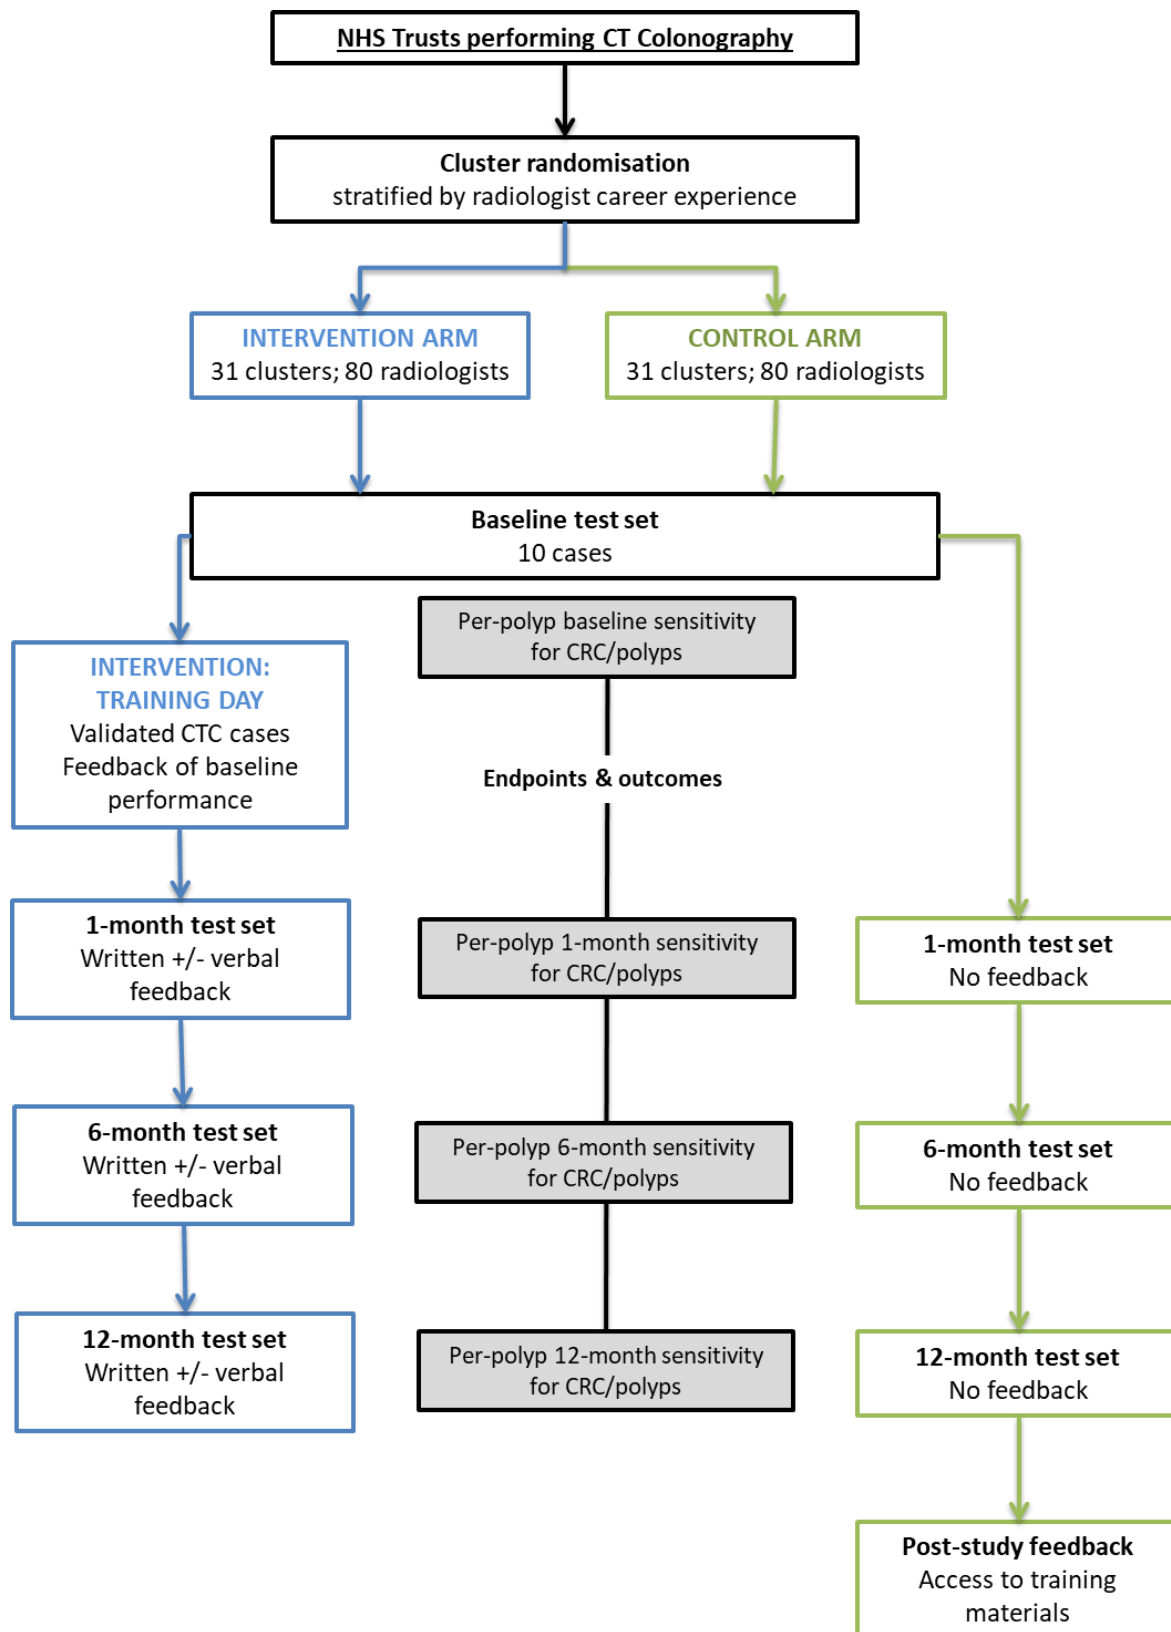 NHS Trusts performing CT Colonography
Cluster randomisation
stratified by radiologist career experience
INTERVENTION ARM
31 clusters; 80 radiologists
CONTROL ARM
31 clusters; 80 radiologists
Baseline test set
10 cases
Per-polyp baseline sensitivity
for CRC/polyps
INTERVENTION:
TRAINING DAY
Validated CTC cases
Feedback of baseline
performance
Endpoints & outcomes
1-month test set
Written +/- verbal
feedback
Per-polyp 1-month sensitivity
for CRC/polyps
1-month test set
No feedback
6-month test set
Written +/- verbal
feedback
Per-polyp 6-month sensitivity
for CRC/polyps
6-month test set
No feedback
12-month test set
Written +/- verbal
feedback
Per-polyp 12-month sensitivity
for CRC/polyps
12-month test set
No feedback
Post-study feedback
Access to training
materials